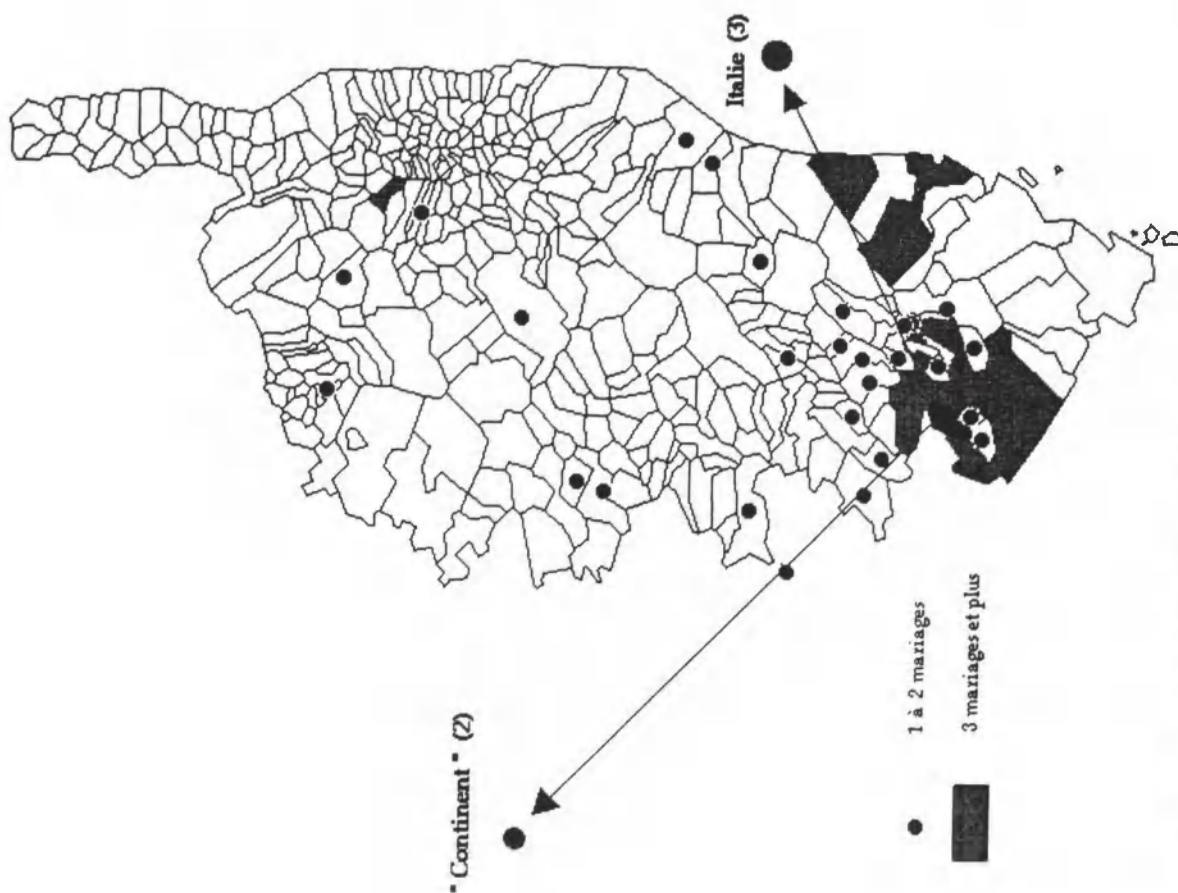 Italie (3)
"Continent" (2)
1 à 2 mariages
3 mariages et plus